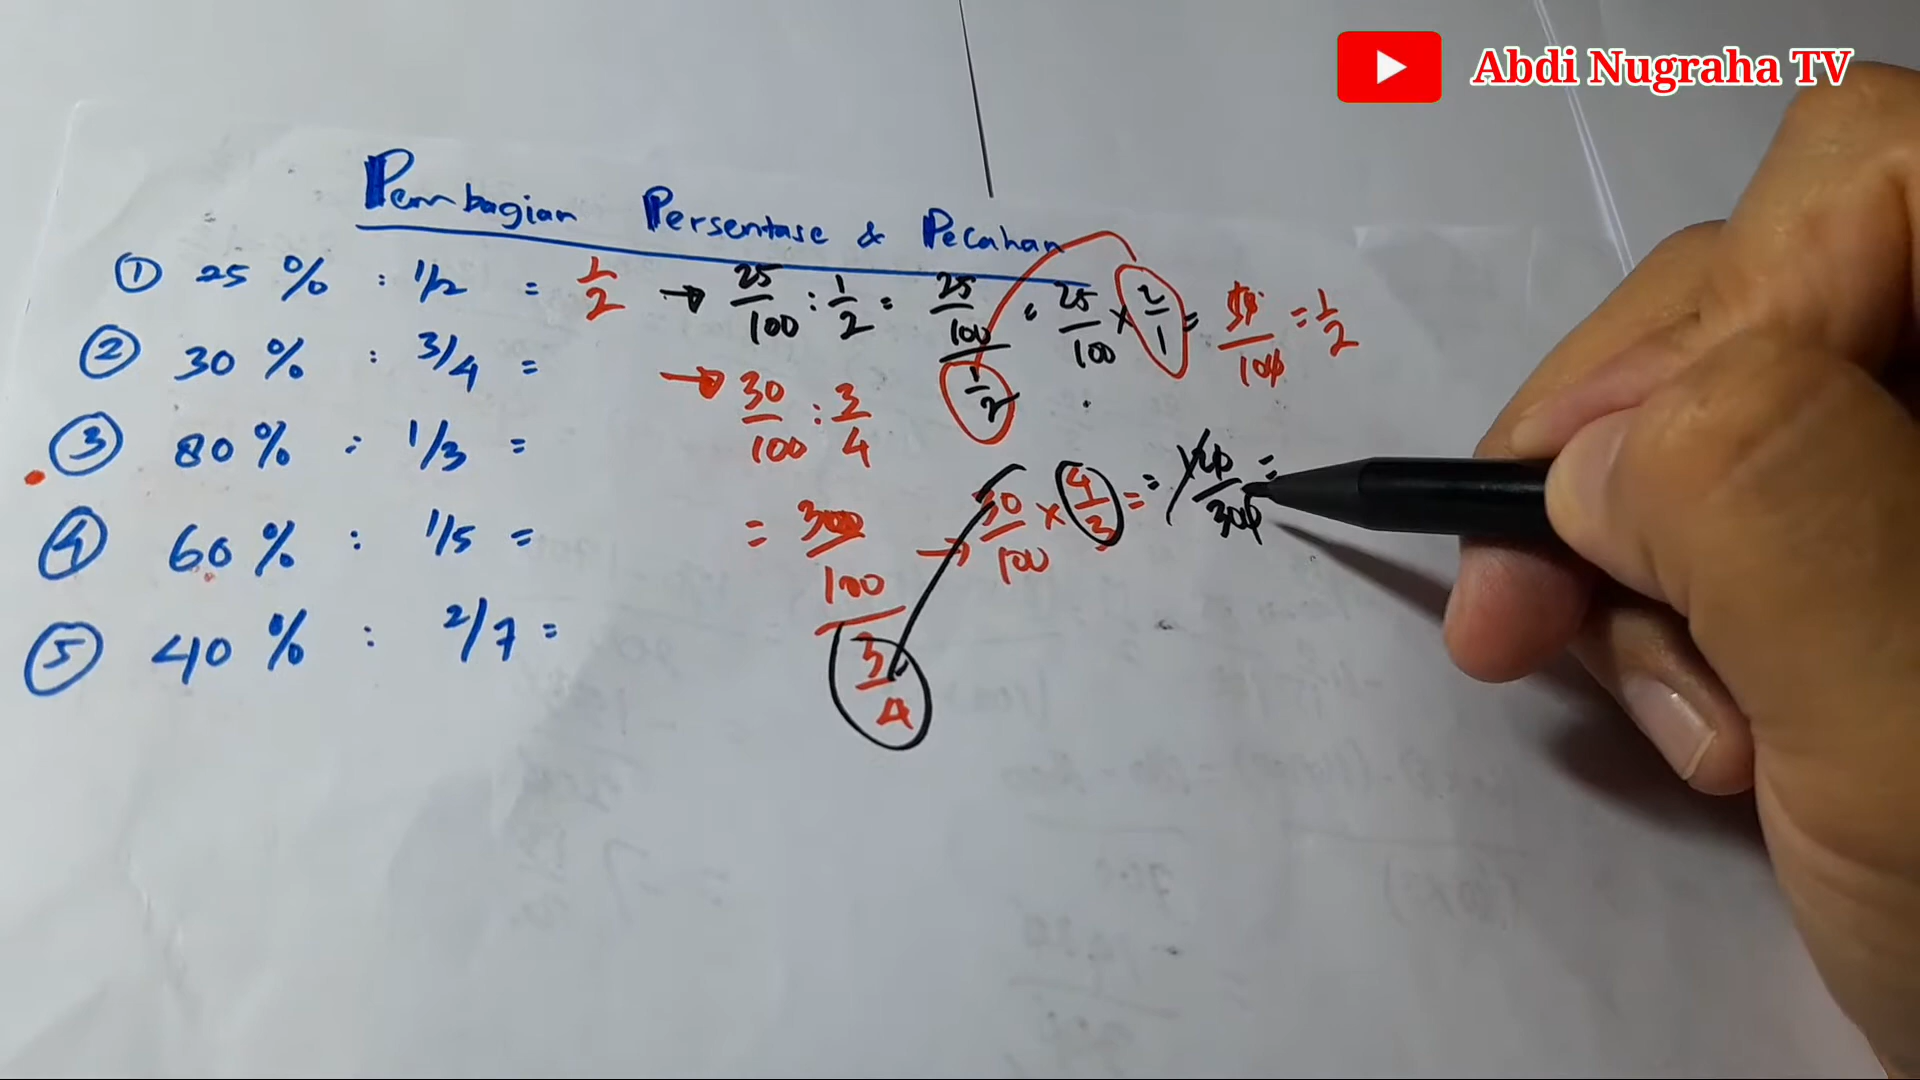 Abdi Nugraha TV
Pembagian Persentase & Pecahan
① 25 % : 1/2 = 1/2 → 25/100 : 1/2 = 25/100 / 1/2 = 25/100 × 2/1 = 50/100 = 1/2
② 30 % : 3/4 = → 30/100 : 3/4
= 300/100 / 3/4 → 30/100 × 4/3 = = 120/300 =
③ 80 % : 1/3 =
④ 60 % : 1/5 =
⑤ 40 % : 2/7 =